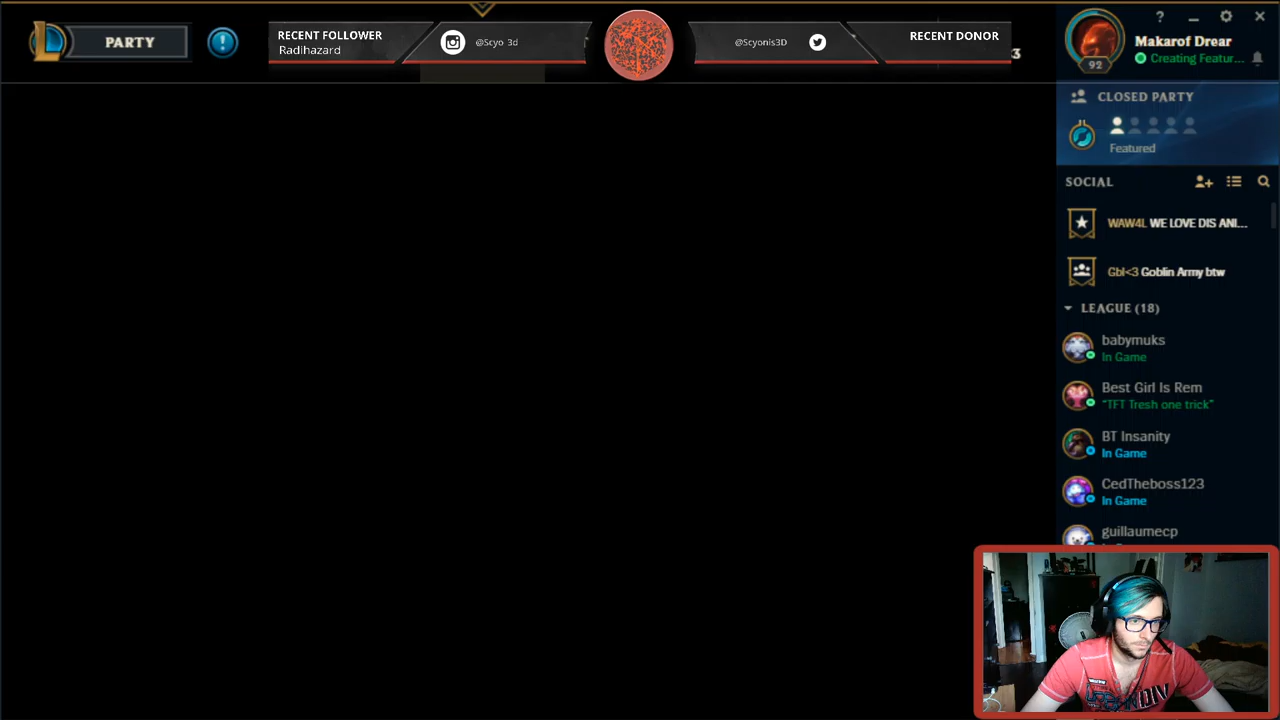 PARTY
RECENT FOLLOWER
Radihazard
@Scyo 3d
@Scyonis3D
RECENT DONOR
3
?
Makarof Drear
92
Creating Featur...
CLOSED PARTY
Featured
SOCIAL
WAW4L WE LOVE DIS ANI...
Gbl<3 Goblin Army btw
LEAGUE (18)
babymuks
In Game
Best Girl Is Rem
"TFT Tresh one trick"
BT Insanity
In Game
CedTheboss123
In Game
guillaumecp